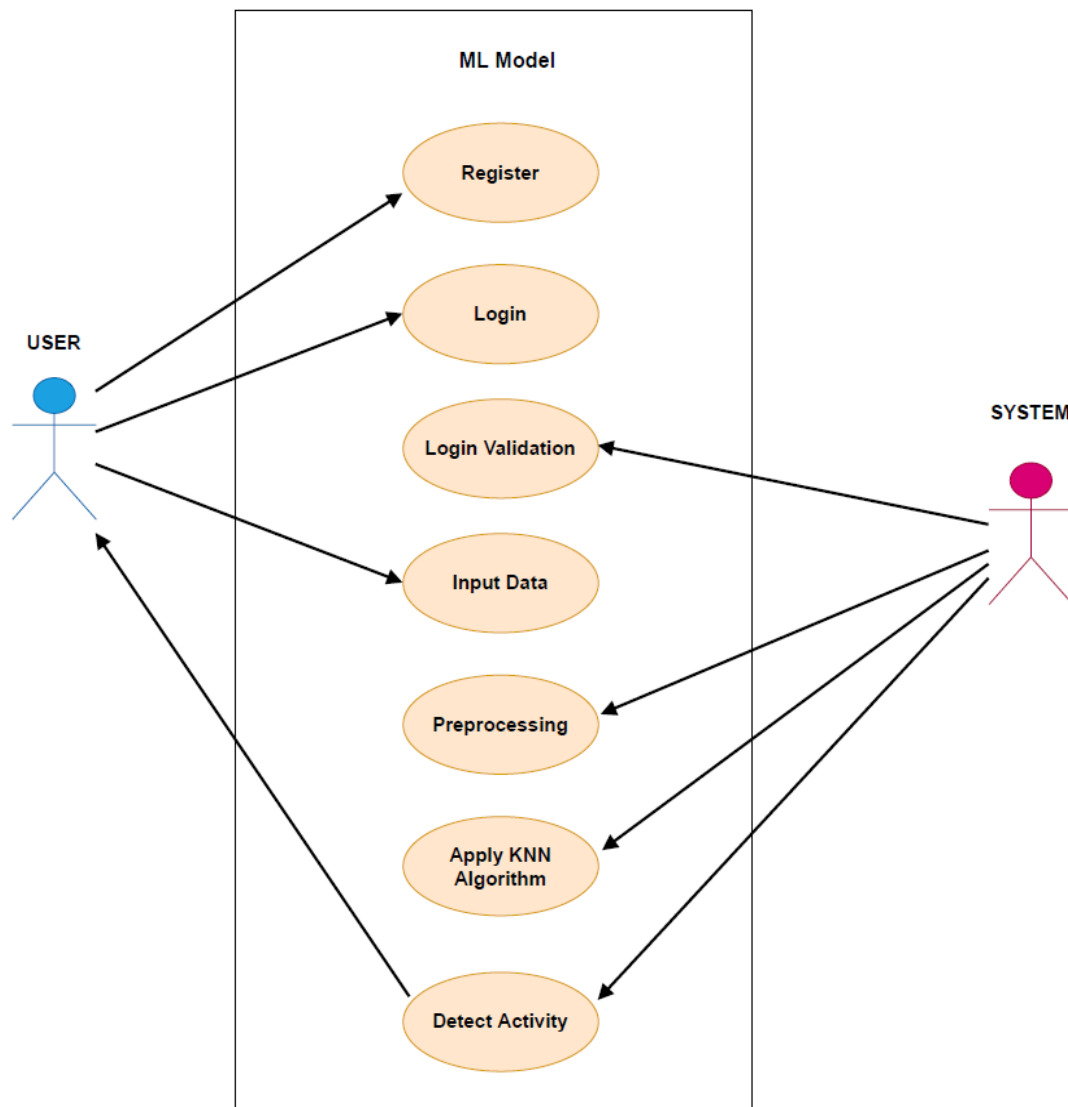 ML Model
Register
Login
USER
SYSTEM
Login Validation
Input Data
Preprocessing
Apply KNN
Algorithm
Detect Activity